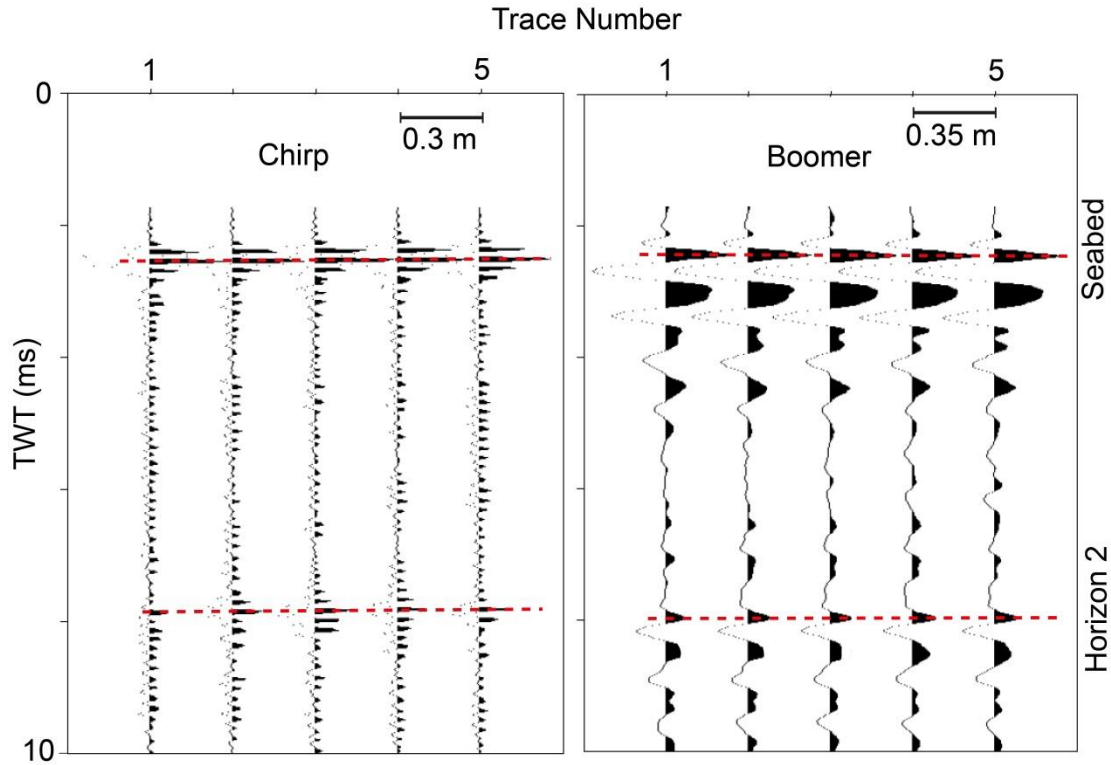 Trace Number
1 5 1 5
0
0.3 m
0.35 m
Chirp
Boomer
Seabed
TWT (ms)
Horizon 2
10